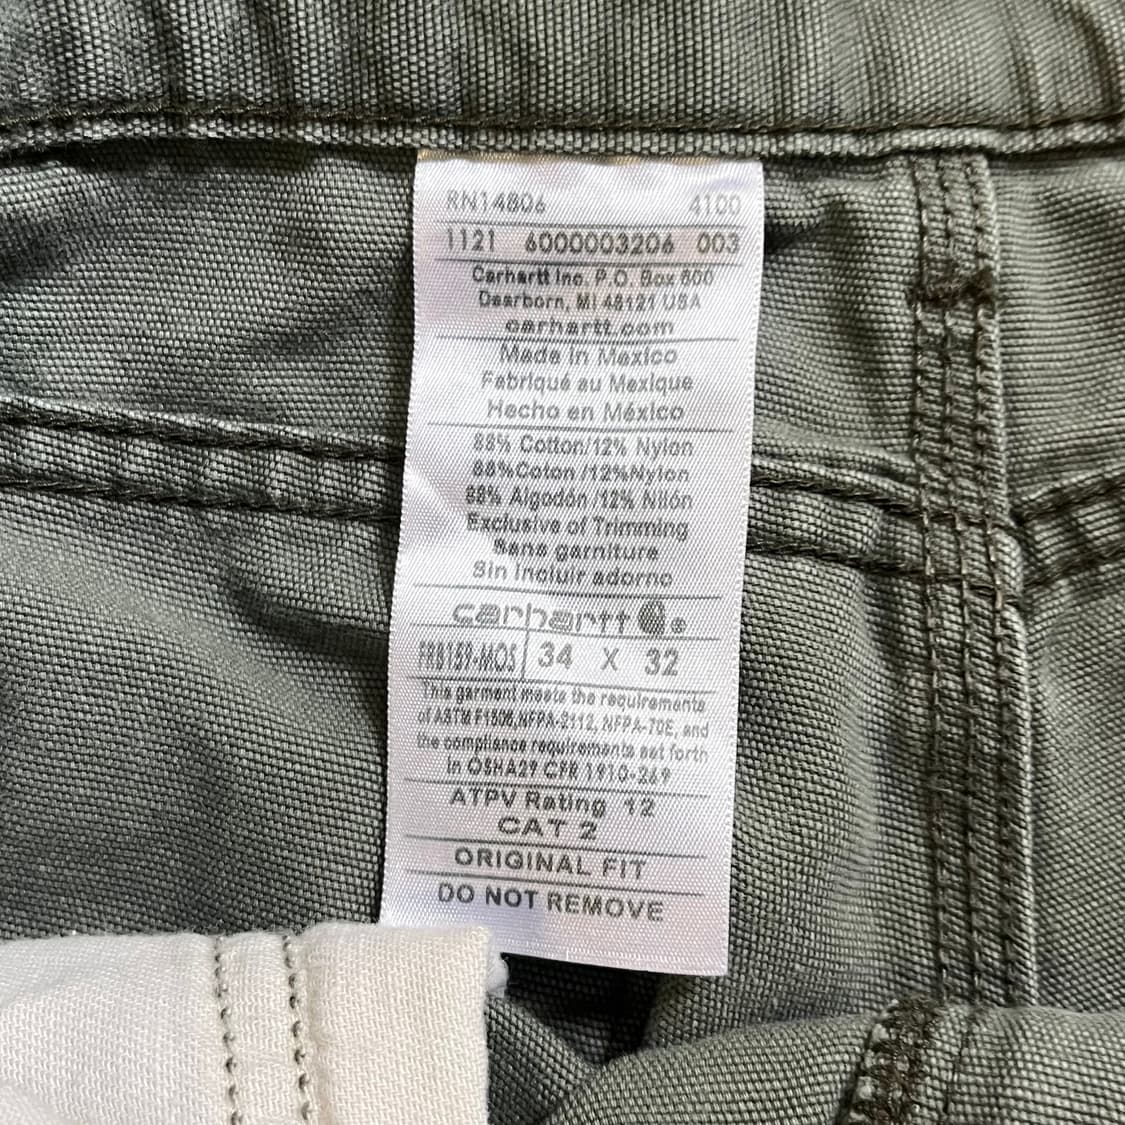 RN14806 4100
1121 6000003206 003
Carhartt Inc. P.O. Box 600
Dearborn, MI 48121 USA
carhartt.com
Made in Mexico
Fabriqué au Mexique
Hecho en México
88% Cotton/12% Nylon
88%Coton /12%Nylon
88% Algodón /12% Nilón
Exclusive of Trimming
Sans garniture
Sin incluir adorno
carhartt ®
FRB159-MOS 34 X 32
This garment meets the requirements
of ASTM F1506, NFPA-2112, NFPA-70E, and
the compliance requirements set forth
in OSHA29 CFR 1910-269
ATPV Rating 12
CAT 2
ORIGINAL FIT
DO NOT REMOVE